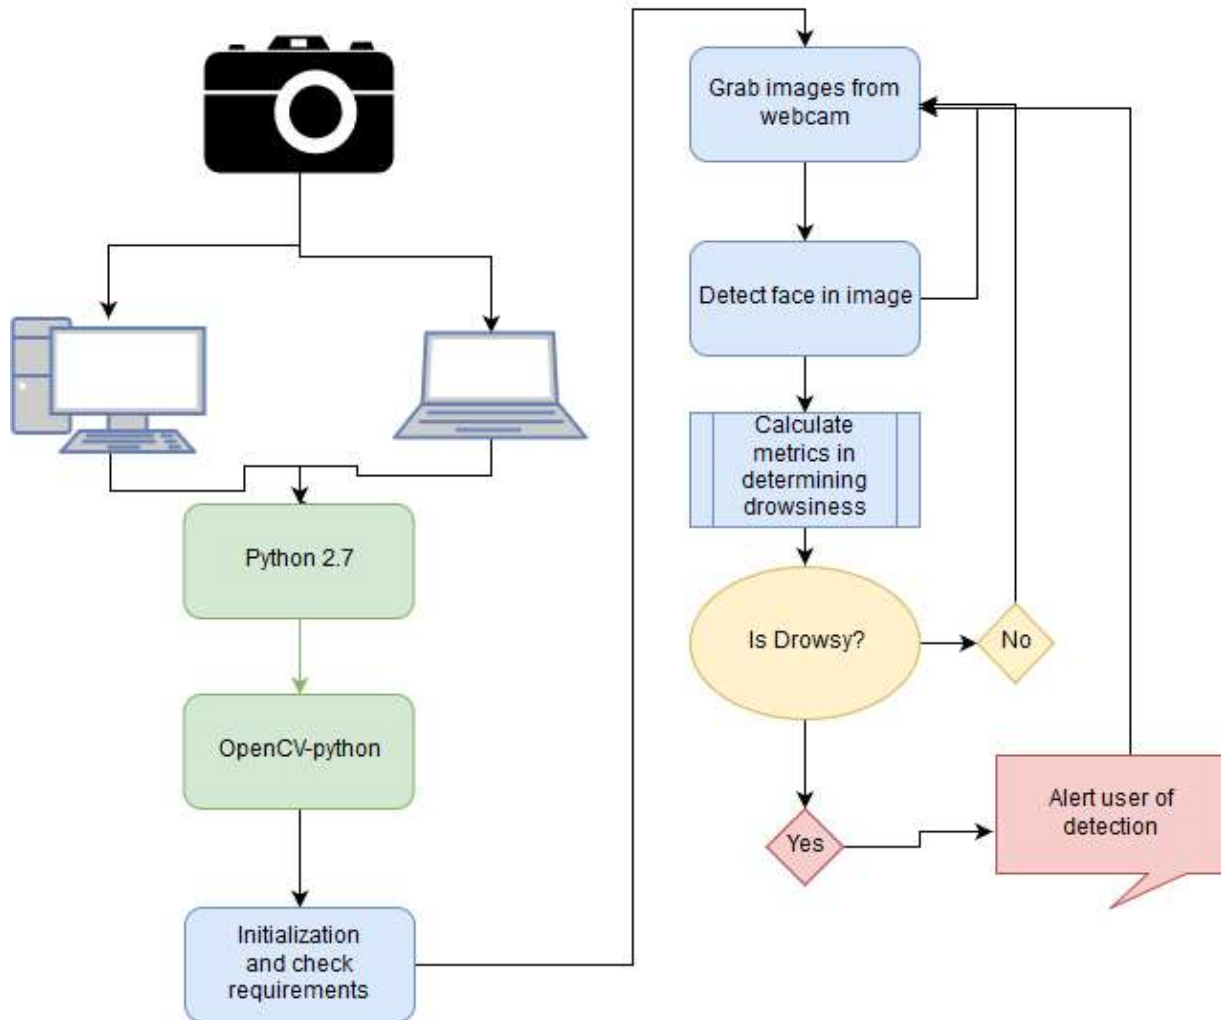 Python 2.7
OpenCV-python
Initialization
and check
requirements
Grab images from
webcam
Detect face in image
Calculate
metrics in
determining
drowsiness
Is Drowsy?
No
Yes
Alert user of
detection